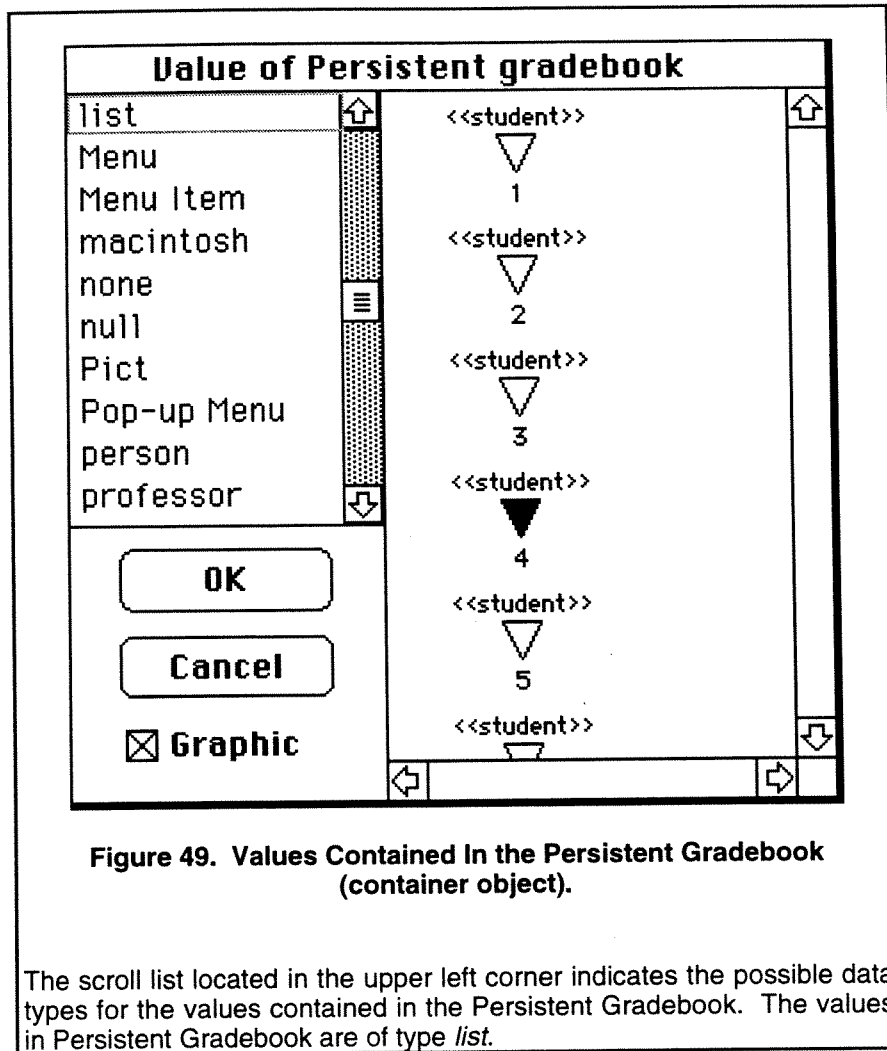 Value of Persistent gradebook
list
Menu
Menu Item
macintosh
none
null
Pict
Pop-up Menu
person
professor
OK
Cancel
Graphic
<<student>>
1
<<student>>
2
<<student>>
3
<<student>>
4
<<student>>
5
<<student>>
Figure 49. Values Contained In the Persistent Gradebook
(container object).
The scroll list located in the upper left corner indicates the possible data
types for the values contained in the Persistent Gradebook. The values
in Persistent Gradebook are of type list.